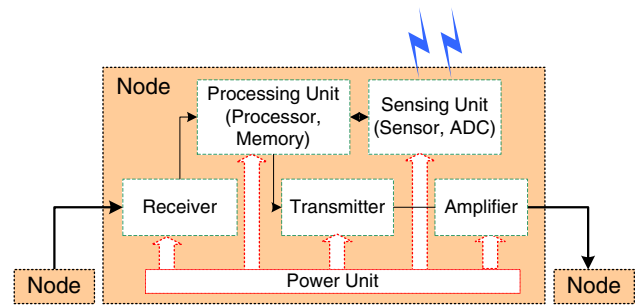 Node
Processing Unit
(Processor,
Memory)
Sensing Unit
(Sensor, ADC)
Receiver
Transmitter
Amplifier
Node
Power Unit
Node